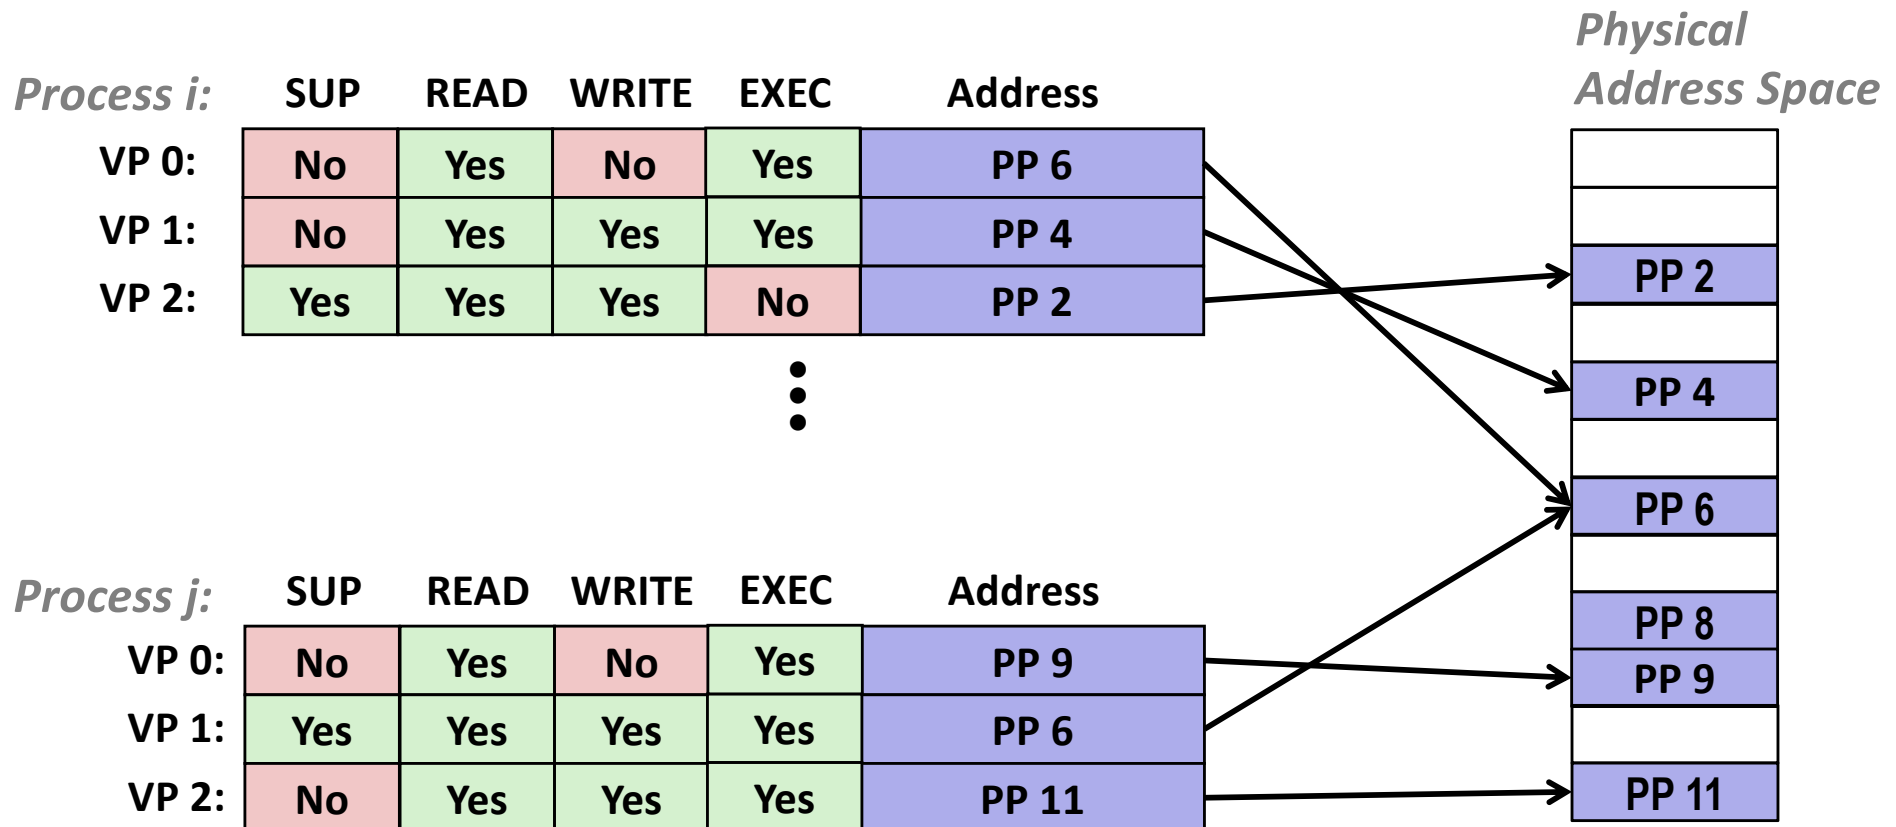 Physical
Address Space
Process i: SUP READ WRITE EXEC Address
VP 0: No Yes No Yes PP 6
VP 1: No Yes Yes Yes PP 4
VP 2: Yes Yes Yes No PP 2
PP 2
PP 4
PP 6
Process j: SUP READ WRITE EXEC Address
VP 0: No Yes No Yes PP 9
VP 1: Yes Yes Yes Yes PP 6
VP 2: No Yes Yes Yes PP 11
PP 8
PP 9
PP 11